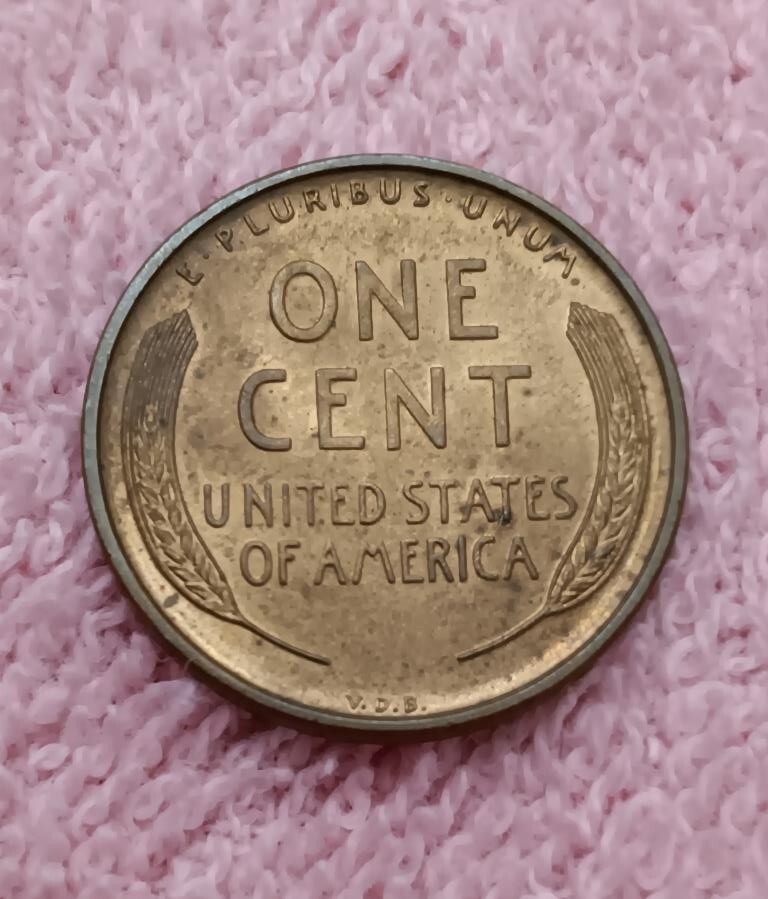 E · PLURIBUS · UNUM.
ONE
CENT
UNITED STATES
OF AMERICA
V.D.B.